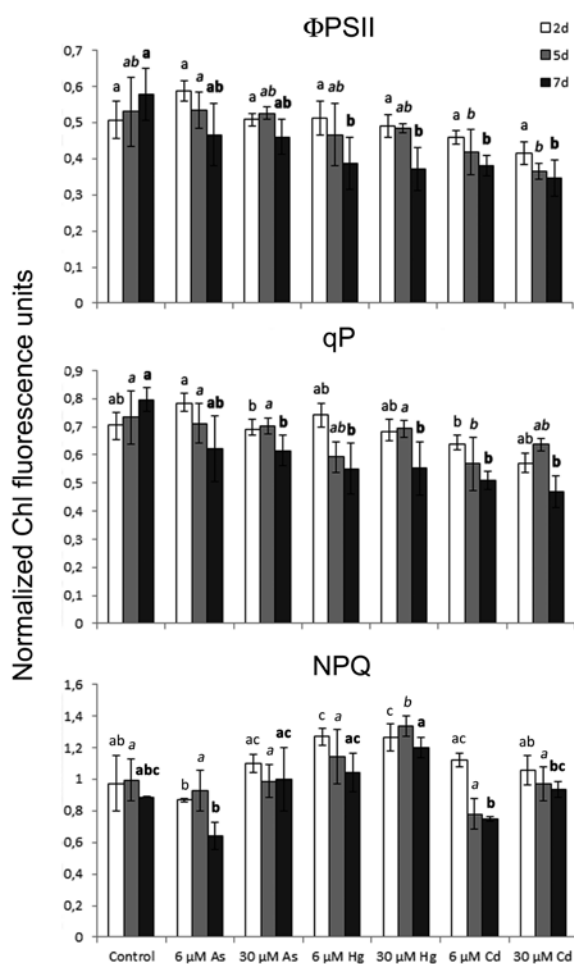 ΦPSII
2d
5d
7d
0,7
0,6
0,5
0,4
0,3
0,2
0,1
0
a ab a
a a ab
a ab ab
a ab b
a ab b
a b b
a b b
Normalized Chl fluorescence units
qP
0,9
0,8
0,7
0,6
0,5
0,4
0,3
0,2
0,1
0
ab a a
a a ab
b a b
ab ab b
ab a b
b b b
ab ab b
NPQ
1,6
1,4
1,2
1
0,8
0,6
0,4
0,2
0
ab a abc
b a b
ac a ac
c a ac
c b a
ac a b
ab a bc
Control 6 µM As 30 µM As 6 µM Hg 30 µM Hg 6 µM Cd 30 µM Cd